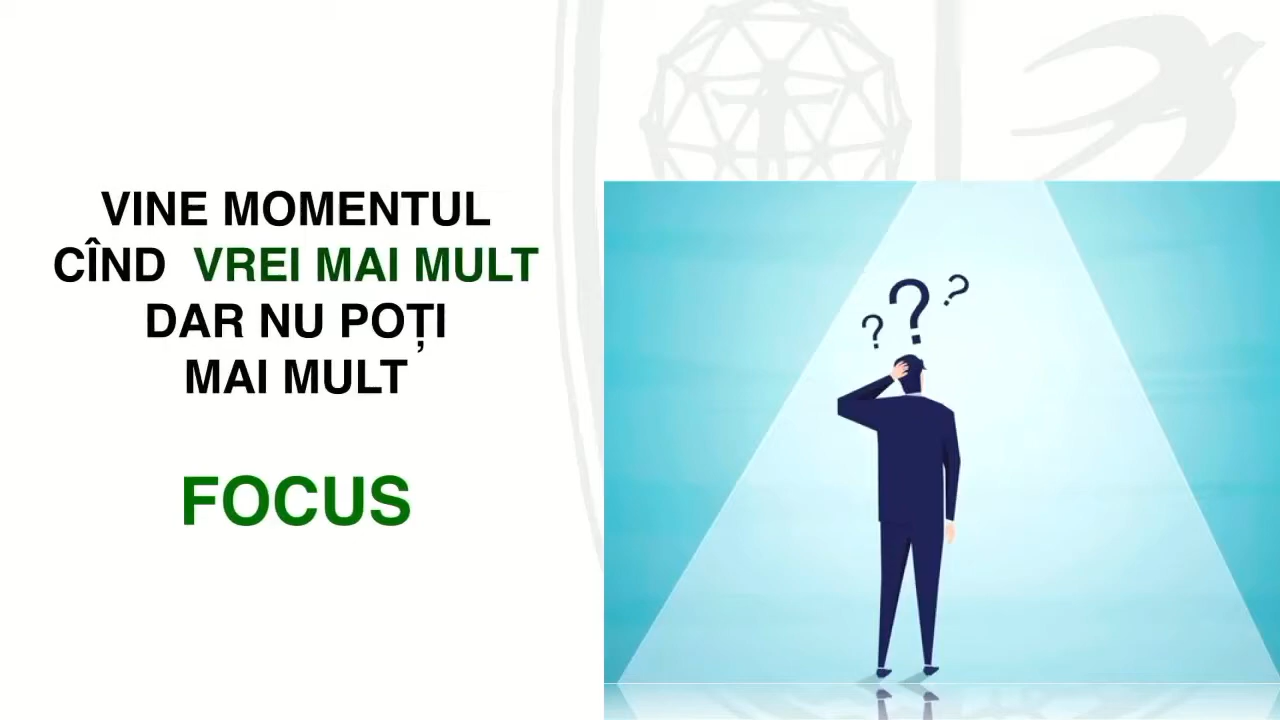 VINE MOMENTUL
CÎND VREI MAI MULT
DAR NU POȚI
MAI MULT
FOCUS
? ? ?